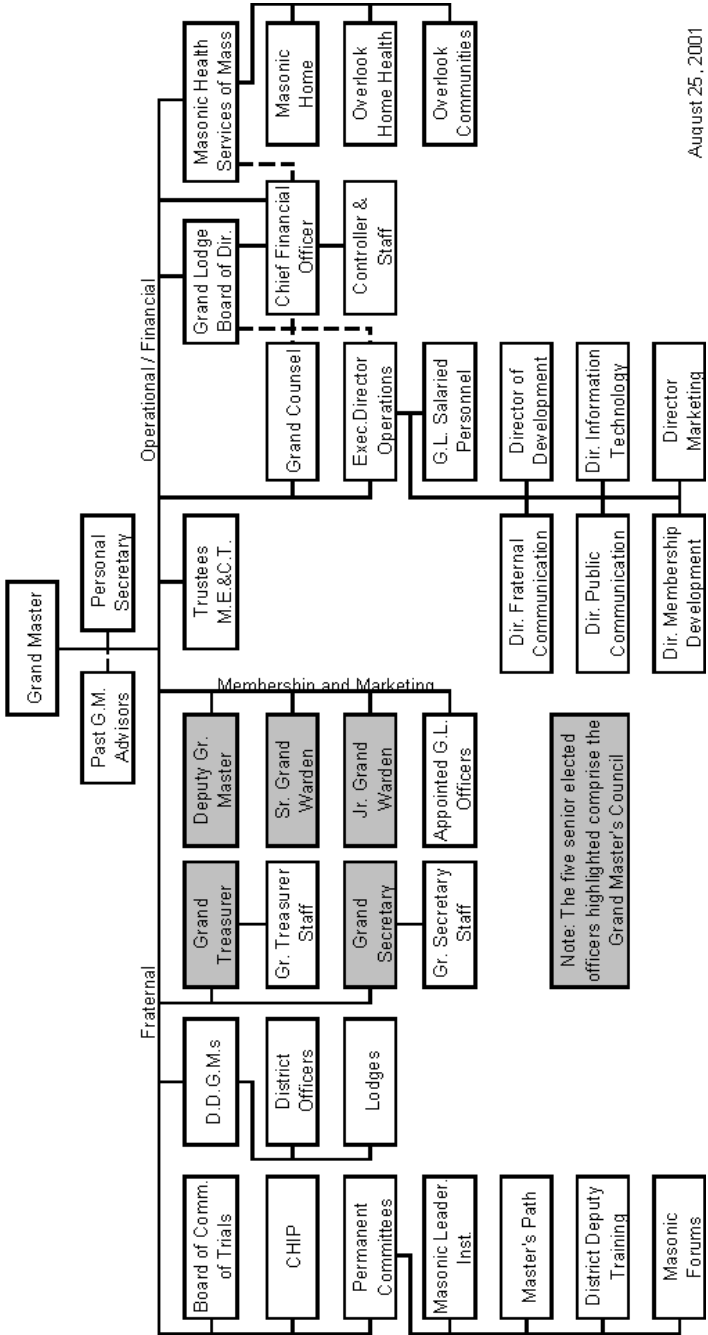 Grand Master
Past G.M.
Advisors
Personal
Secretary
Fraternal
Membership and Marketing
Operational / Financial
Board of Comm.
of Trials
CHIP
Permanent
Committees
Masonic Leader.
Inst.
Master's Path
District Deputy
Training
Masonic
Forums
D.D.G.M.s
District
Officers
Lodges
Grand
Treasurer
Gr. Treasurer
Staff
Grand
Secretary
Gr. Secretary
Staff
Deputy Gr.
Master
Sr. Grand
Warden
Jr. Grand
Warden
Appointed G.L.
Officers
Note: The five senior elected
officers highlighted comprise the
Grand Master's Council
Trustees
M.E.&C.T.
Grand Counsel
Exec.Director
Operations
G.L. Salaried
Personnel
Dir. Fraternal
Communication
Director of
Development
Dir. Public
Communication
Dir. Information
Technology
Dir. Membership
Development
Director
Marketing
Grand Lodge
Board of Dir.
Chief Financial
Officer
Controller &
Staff
Masonic Health
Services of Mass
Masonic
Home
Overlook
Home Health
Overlook
Communities
August 25, 2001